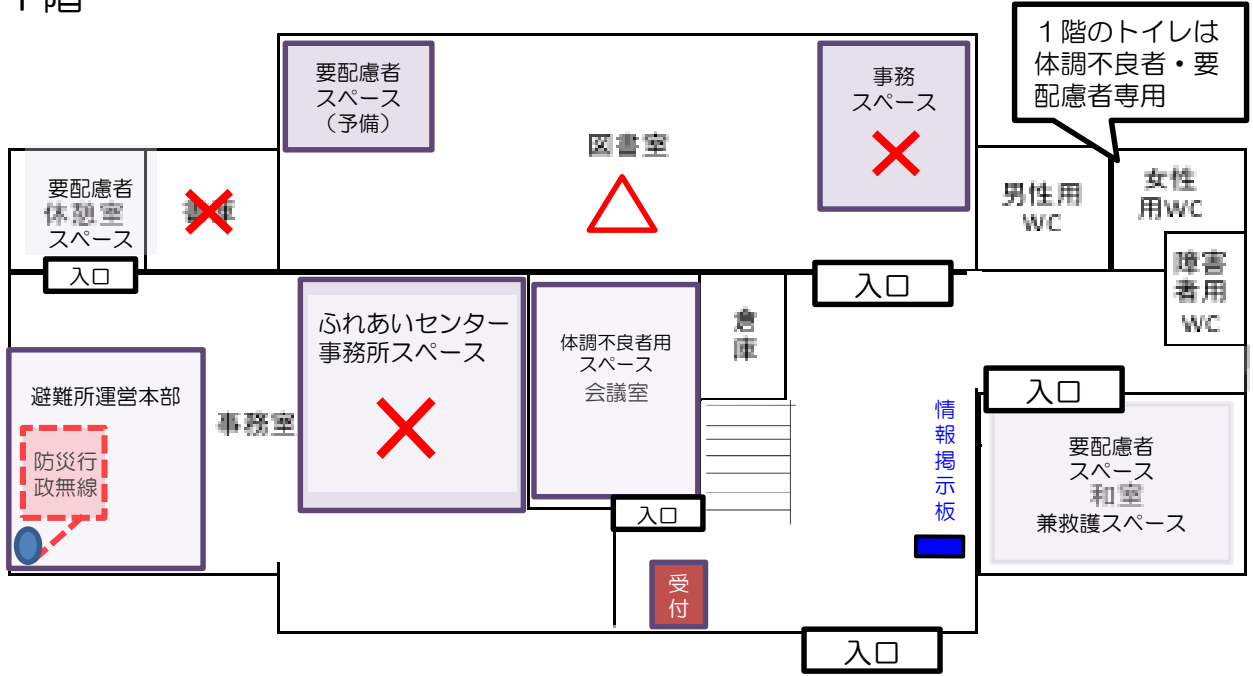 1階
1階のトイレは
体調不良者・要
配慮者専用
要配慮者
スペース
（予備）
図書室
事務
スペース
要配慮者
休憩室
スペース
書庫
男性用
WC
女性
用WC
障害
者用
WC
入口
入口
ふれあいセンター
事務所スペース
体調不良者用
スペース
会議室
倉
庫
避難所運営本部
防災行
政無線
事務室
入口
情
報
掲
示
板
入口
要配慮者
スペース
和室
兼救護スペース
受
付
入口